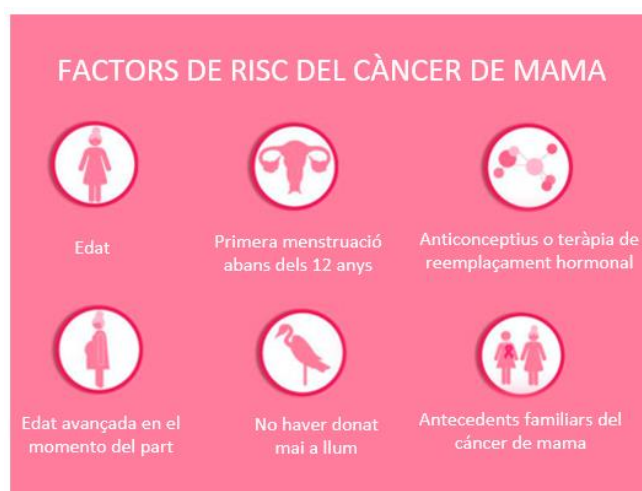 FACTORS DE RISC DEL CÀNCER DE MAMA
Edat
Primera menstruació
abans dels 12 anys
Anticonceptius o teràpia de
reemplaçament hormonal
Edat avançada en el
momento del part
No haver donat
mai a llum
Antecedents familiars del
cáncer de mama